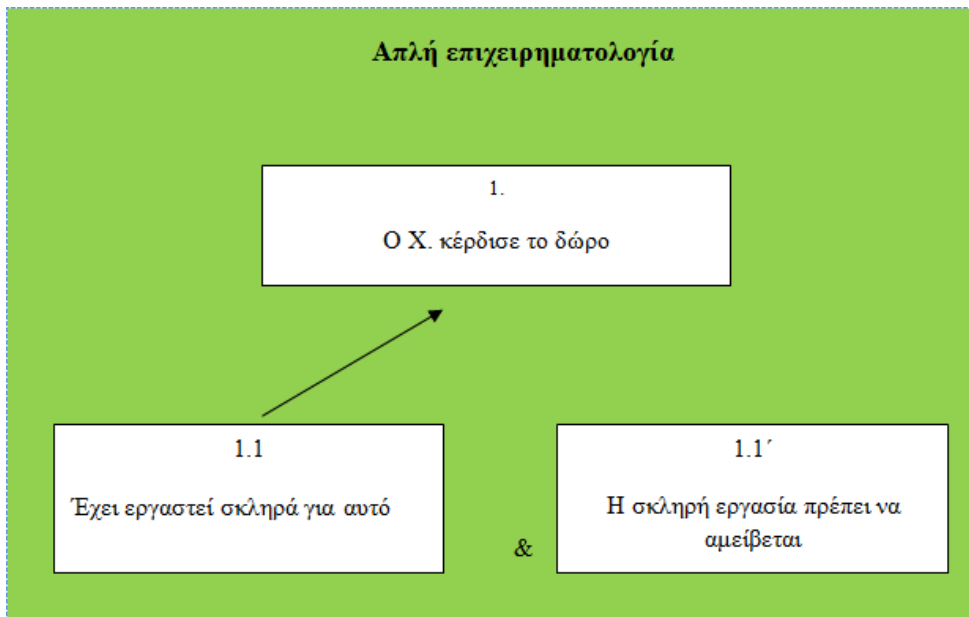 Απλή επιχειρηματολογία
1.
Ο Χ. κέρδισε το δώρο
1.1
Έχει εργαστεί σκληρά για αυτό
&
1.1΄
Η σκληρή εργασία πρέπει να
αμείβεται